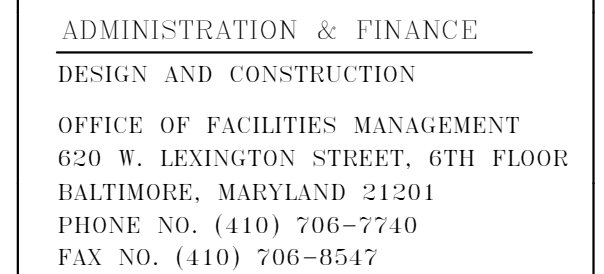 ADMINISTRATION & FINANCE
DESIGN AND CONSTRUCTION
OFFICE OF FACILITIES MANAGEMENT
620 W. LEXINGTON STREET, 6TH FLOOR
BALTIMORE, MARYLAND 21201
PHONE NO. (410) 706-7740
FAX NO. (410) 706-8547